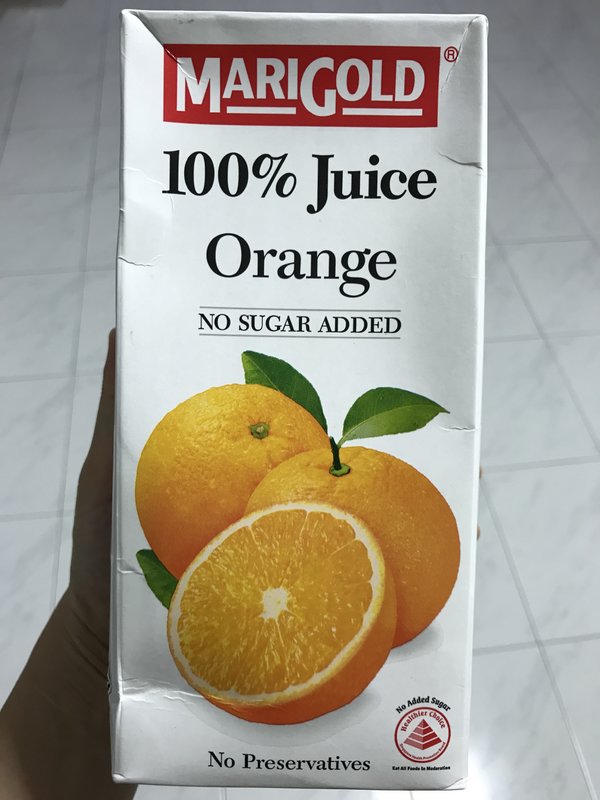 MARIGOLD®
100% Juice
Orange
NO SUGAR ADDED
No Added Sugar
Healthier Choice
Eat All Foods In Moderation
No Preservatives